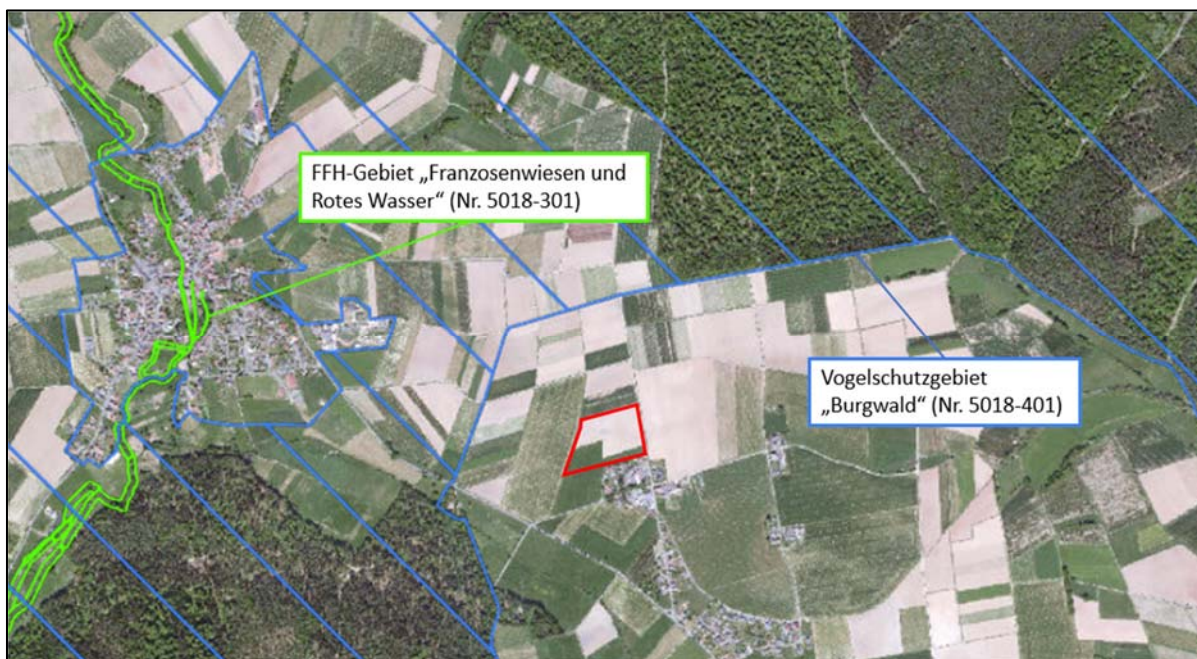 FFH-Gebiet „Franzosenwiesen und
Rotes Wasser“ (Nr. 5018-301)
Vogelschutzgebiet
„Burgwald“ (Nr. 5018-401)